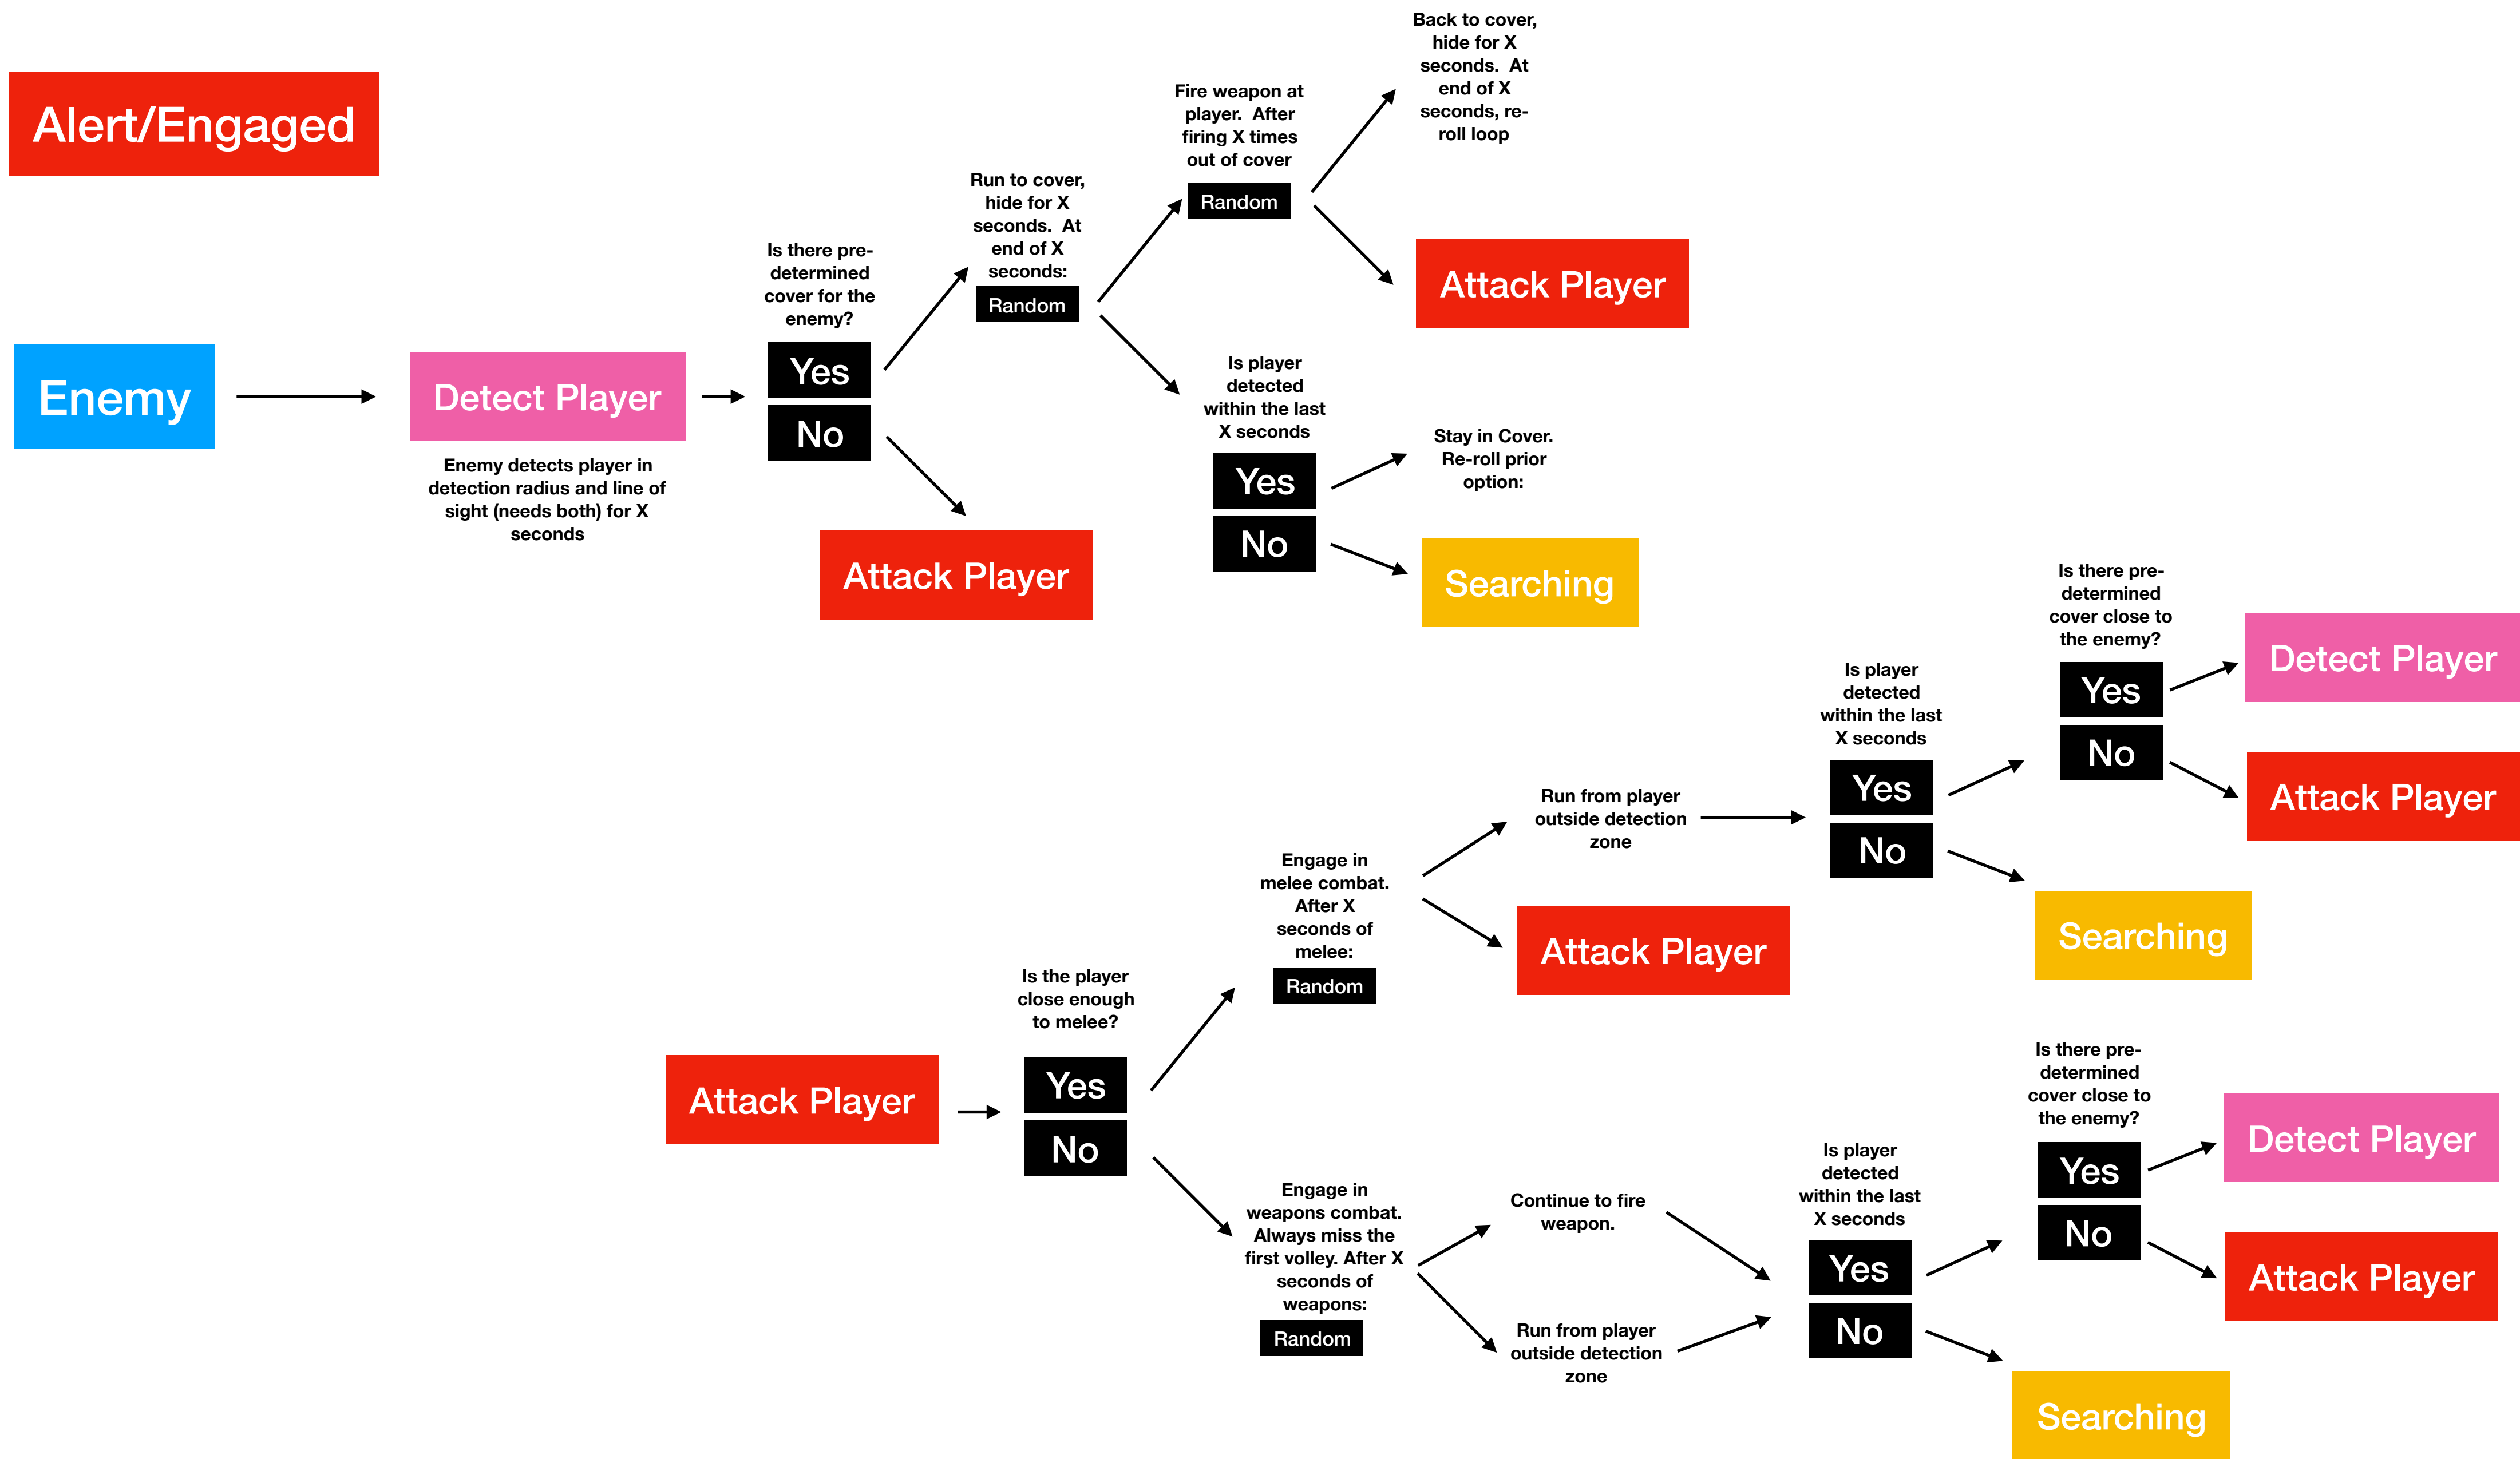 Alert/Engaged
Back to cover,
hide for X
seconds.  At
end of X
seconds, re-
roll loop
Fire weapon at
player.  After
firing X times
out of cover
Random
Attack Player
Run to cover,
hide for X
seconds.  At
end of X
seconds:
Random
Is there pre-
determined
cover for the
enemy?
Yes
No
Enemy
Detect Player
Enemy detects player in
detection radius and line of
sight (needs both) for X
seconds
Attack Player
Is player
detected
within the last
X seconds
Yes
No
Stay in Cover.
Re-roll prior
option:
Searching
Attack Player
Is the player
close enough
to melee?
Yes
No
Engage in
melee combat.
After X
seconds of
melee:
Random
Run from player
outside detection
zone
Attack Player
Is player
detected
within the last
X seconds
Yes
No
Is there pre-
determined
cover close to
the enemy?
Yes
No
Detect Player
Attack Player
Searching
Engage in
weapons combat.
Always miss the
first volley. After X
seconds of
weapons:
Random
Continue to fire
weapon.
Run from player
outside detection
zone
Is player
detected
within the last
X seconds
Yes
No
Is there pre-
determined
cover close to
the enemy?
Yes
No
Detect Player
Attack Player
Searching